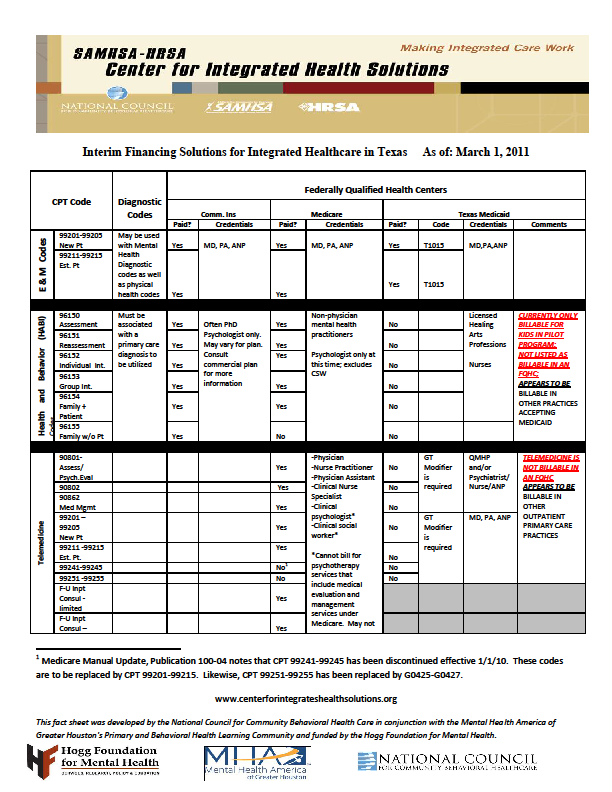 SAMHSA-HRSA
Center for Integrated Health Solutions
Making Integrated Care Work
NATIONAL COUNCIL
SAMHSA
HRSA
Interim Financing Solutions for Integrated Healthcare in Texas As of: March 1, 2011
CPT Code
Diagnostic
Codes
Federally Qualified Health Centers
Comm. Ins
Medicare
Texas Medicaid
Paid? Credentials Paid? Credentials Paid? Code Credentials Comments
E & M Codes
99201-99205
New Pt
99211-99215
Est. Pt
May be used
with Mental
Health
Diagnostic
codes as well
as physical
health codes
Yes
Yes
MD, PA, ANP
Yes
Yes
MD, PA, ANP
Yes
Yes
T1015
T1015
MD,PA,ANP
Health and Behavior (HABI)
Codes
96150
Assessment
96151
Reassessment
96152
Individual Int.
96153
Group Int.
96154
Family +
Patient
96155
Family w/o Pt
Must be
associated
with a
primary care
diagnosis to
be utilized
Yes
Yes
Yes
Yes
Yes
Yes
Often PhD
Psychologist only.
May vary for plan.
Consult
commercial plan
for more
information
Yes
Yes
Yes
Yes
Yes
No
Non-physician
mental health
practitioners
Psychologist only at
this time; excludes
CSW
No
No
No
No
No
No
Licensed
Healing
Arts
Professions
Nurses
CURRENTLY ONLY
BILLABLE FOR
KIDS IN PILOT
PROGRAM;
NOT LISTED AS
BILLABLE IN AN
FQHC;
APPEARS TO BE
BILLABLE IN
OTHER PRACTICES
ACCEPTING
MEDICAID
Telemedicine
90801-
Assess/
Psych.Eval
90802
90862
Med Mgmt
99201 –
99205
New Pt
99211 -99215
Est. Pt.
99241-99245
99251 -99255
F-U Inpt
Consul -
limited
F-U Inpt
Consul –
Yes
Yes
Yes
Yes
Yes
No1
No
Yes
Yes
-Physician
-Nurse Practitioner
-Physician Assistant
-Clinical Nurse
Specialist
-Clinical
psychologist*
-Clinical social
worker*
*Cannot bill for
psychotherapy
services that
include medical
evaluation and
management
services under
Medicare. May not
No
No
No
No
No
No
No
GT
Modifier
is
required
GT
Modifier
is
required
QMHP
and/or
Psychiatrist/
Nurse/ANP
MD, PA, ANP
TELEMEDICINE IS
NOT BILLABLE IN
AN FQHC
APPEARS TO BE
BILLABLE IN
OTHER
OUTPATIENT
PRIMARY CARE
PRACTICES
1 Medicare Manual Update, Publication 100-04 notes that CPT 99241-99245 has been discontinued effective 1/1/10. These codes
are to be replaced by CPT 99201-99215. Likewise, CPT 99251-99255 has been replaced by G0425-G0427.
www.centerforintegrateshealthsolutions.org
This fact sheet was developed by the National Council for Community Behavioral Health Care in conjunction with the Mental Health America of
Greater Houston's Primary and Behavioral Health Learning Community and funded by the Hogg Foundation for Mental Health.
Hogg Foundation
for Mental Health
SERVICES, RESEARCH, POLICY & EDUCATION
MHA
Mental Health America
of Greater Houston
NATIONAL COUNCIL
FOR COMMUNITY BEHAVIORAL HEALTHCARE